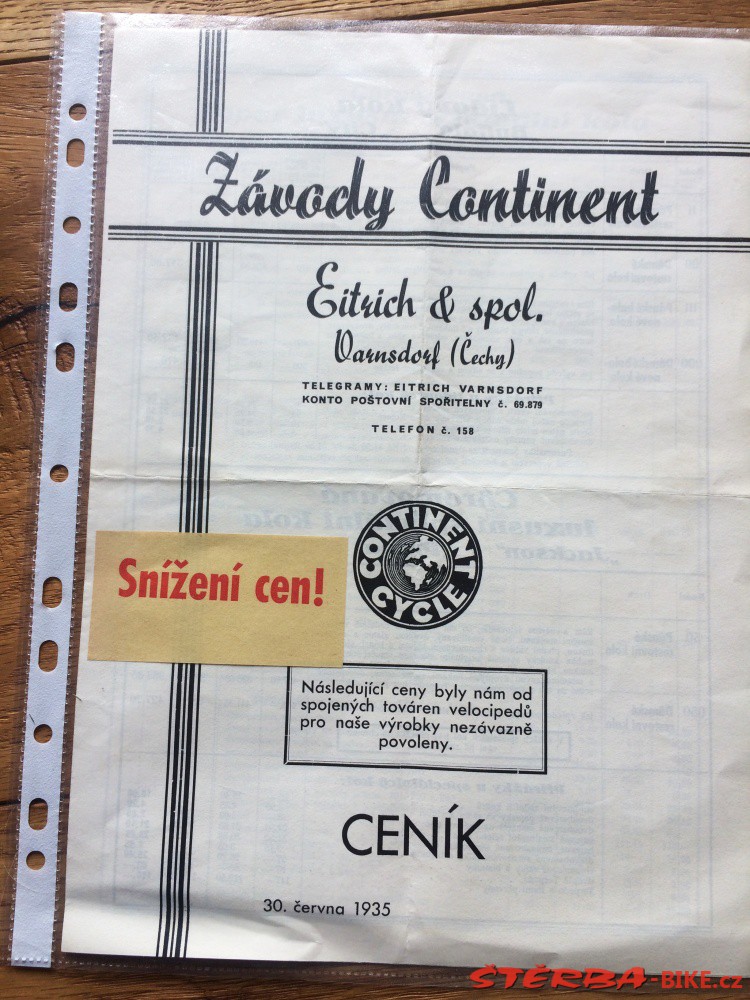 Závody Continent
Eitrich & spol.
Varnsdorf (Čechy)
TELEGRAMY: EITRICH VARNSDORF
KONTO POŠTOVNÍ SPOŘITELNY č. 69.879
TELEFON č. 158
CONTINENT
CYCLE
Snížení cen!
Následující ceny byly nám od
spojených továren velocipedů
pro naše výrobky nezávazně
povoleny.
CENÍK
30. června 1935
ŠTĚRBA-BIKE.cz